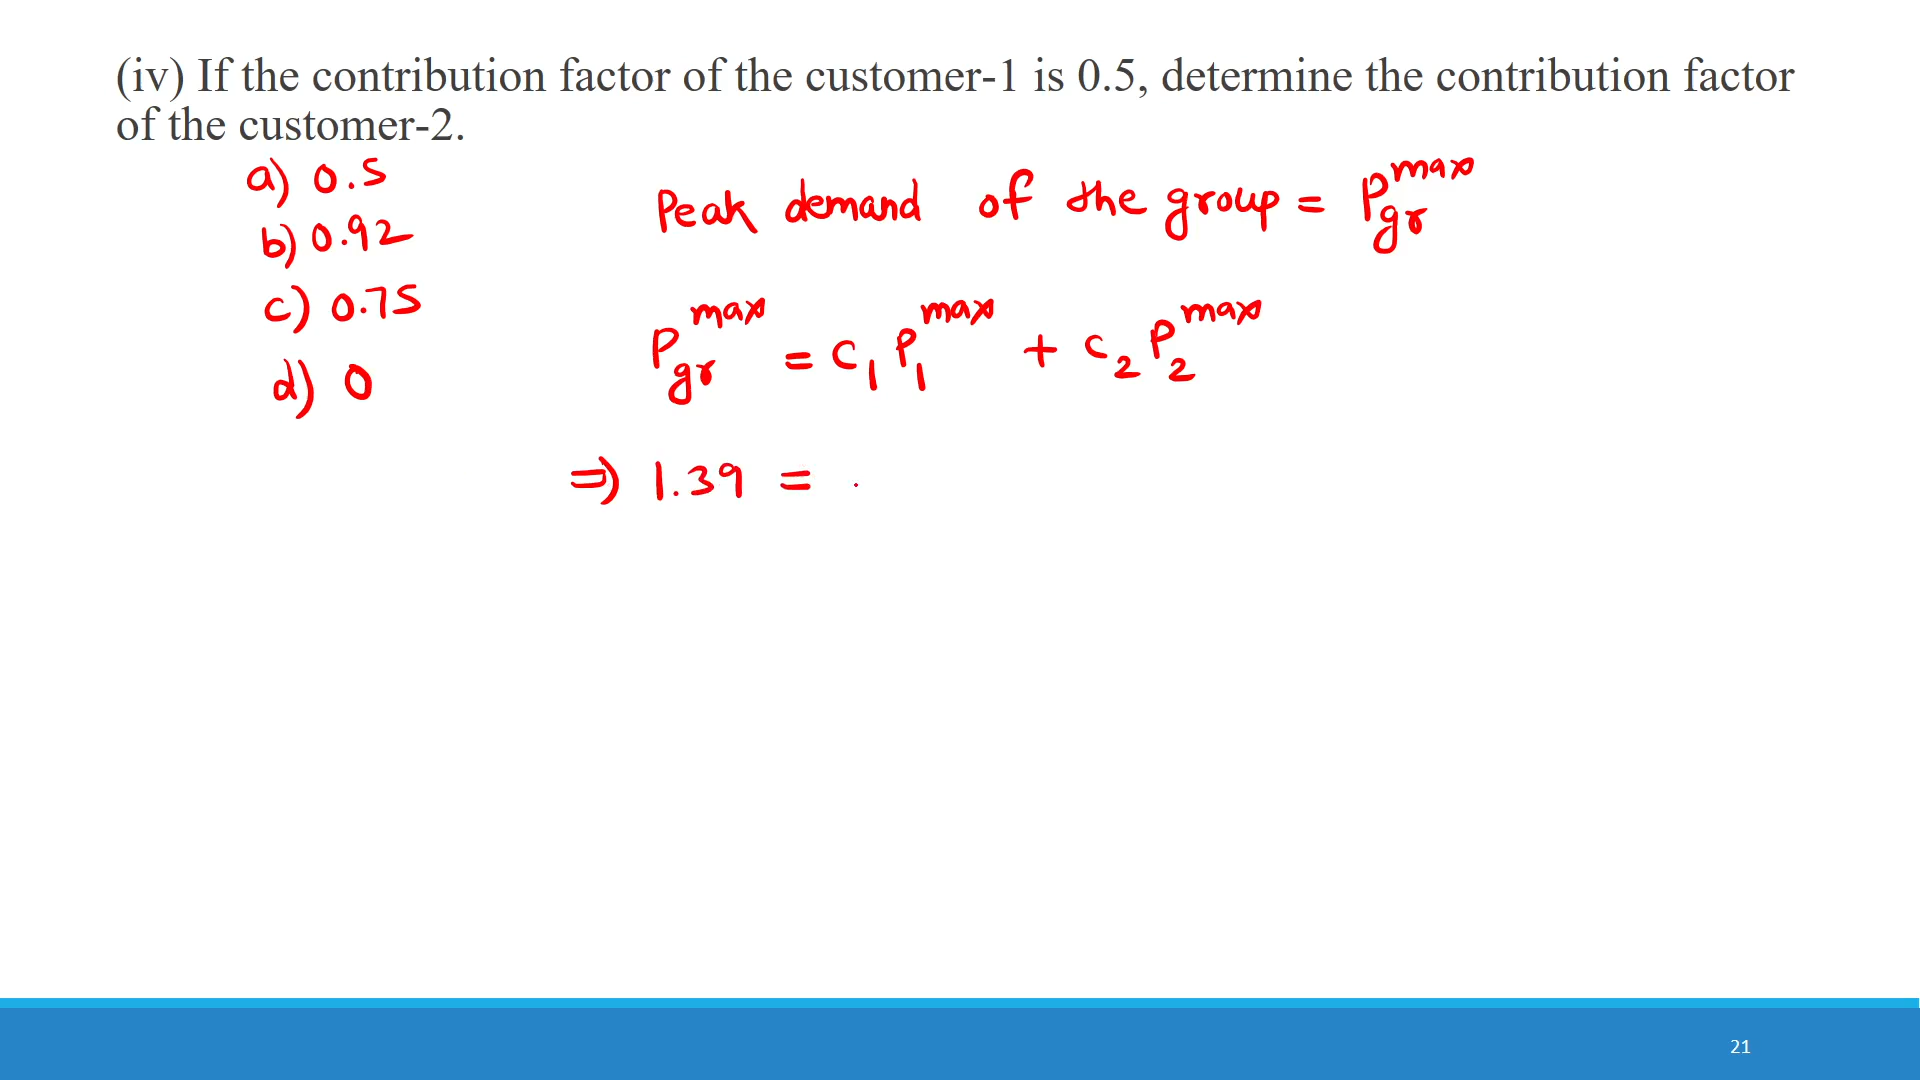 (iv) If the contribution factor of the customer-1 is 0.5, determine the contribution factor
of the customer-2.
a) 0.5
b) 0.92
c) 0.75
d) 0
Peak demand of the group = P_gr^max
P_gr^max = C_1 P_1^max + C_2 P_2^max
⇒ 1.39 = .
21